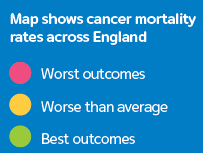 Map shows cancer mortality
rates across England
Worst outcomes
Worse than average
Best outcomes